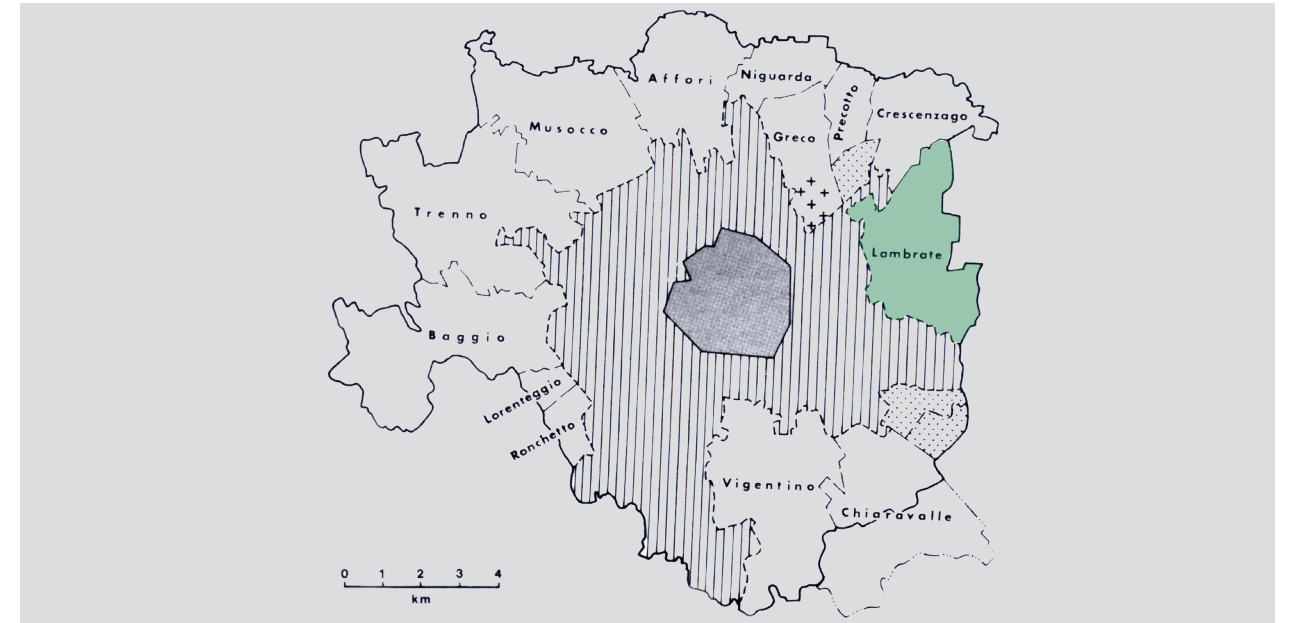 Affori
Niguarda
Precotto
Crescenzago
Musocco
Greco
Trenno
Lambrate
Baggio
Lorenteggio
Ronchetto
Vigentino
Chiaravalle
0 1 2 3 4
km